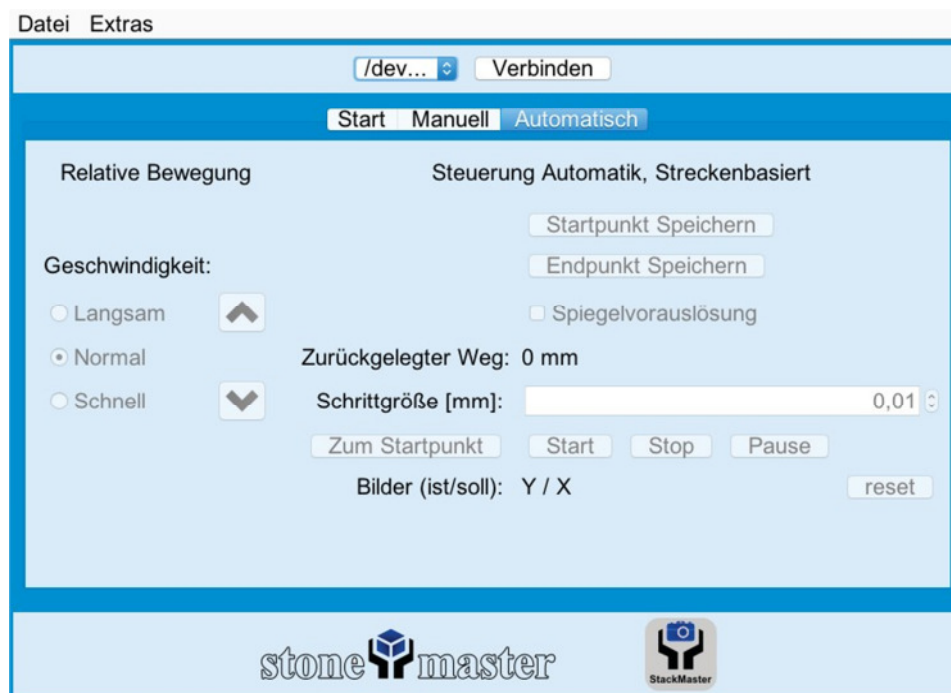 Datei Extras
/dev... Verbinden
Start Manuell Automatisch
Relative Bewegung
Steuerung Automatik, Streckenbasiert
Startpunkt Speichern
Geschwindigkeit:
Endpunkt Speichern
Langsam
Spiegelvorauslösung
Normal
Zurückgelegter Weg: 0 mm
Schnell
Schrittgröße [mm]: 0,01
Zum Startpunkt Start Stop Pause
Bilder (ist/soll): Y / X reset
stone master
StackMaster